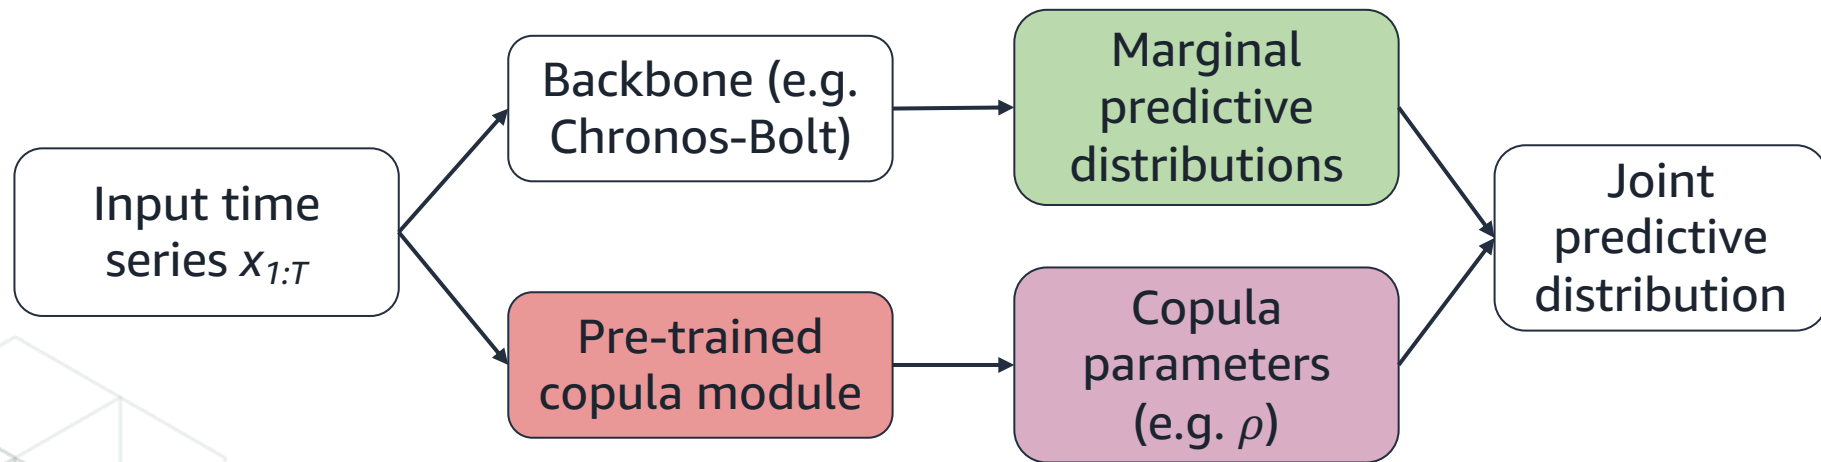 Input time
series x1:T
Backbone (e.g.
Chronos-Bolt)
Pre-trained
copula module
Marginal
predictive
distributions
Copula
parameters
(e.g. ρ)
Joint
predictive
distribution